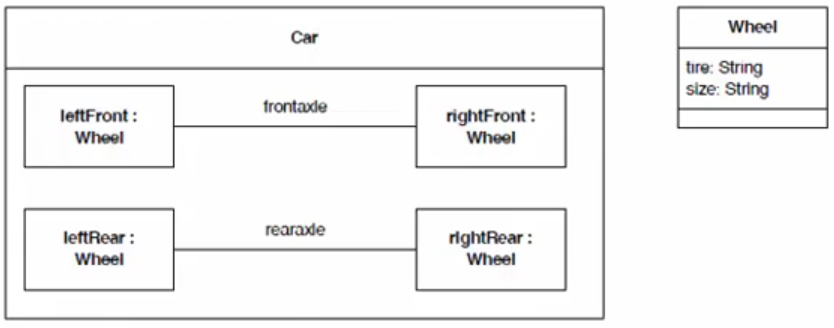 Car
leftFront :
Wheel
frontaxle
rightFront :
Wheel
leftRear :
Wheel
rearaxle
rightRear :
Wheel
Wheel
tire: String
size: String